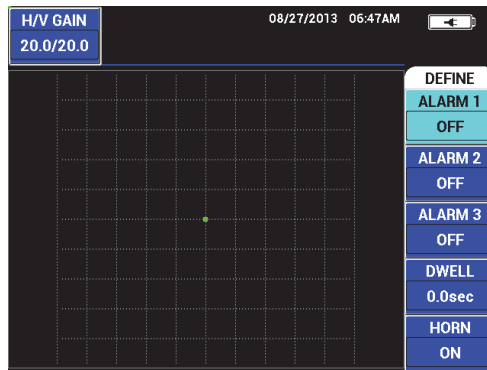 H/V GAIN
20.0/20.0
08/27/2013 06:47AM
DEFINE
ALARM 1
OFF
ALARM 2
OFF
ALARM 3
OFF
DWELL
0.0sec
HORN
ON